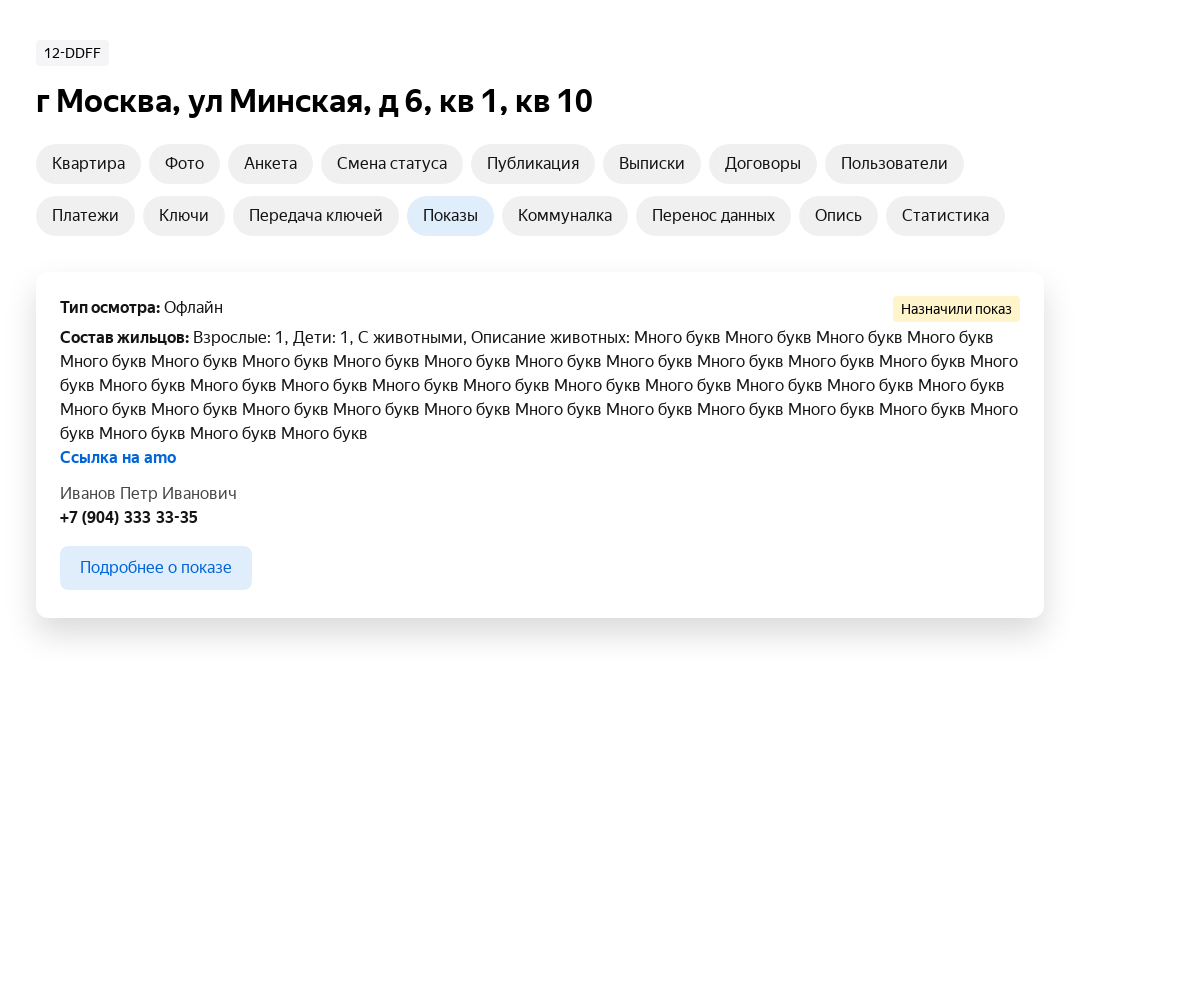 12-DDFF
г Москва, ул Минская, д 6, кв 1, кв 10
Квартира Фото Анкета Смена статуса Публикация Выписки Договоры Пользователи
Платежи Ключи Передача ключей Показы Коммуналка Перенос данных Опись Статистика
Тип осмотра: Офлайн Назначили показ
Состав жильцов: Взрослые: 1, Дети: 1, С животными, Описание животных: Много букв Много букв Много букв Много букв
Много букв Много букв Много букв Много букв Много букв Много букв Много букв Много букв Много букв Много букв Много
букв Много букв Много букв Много букв Много букв Много букв Много букв Много букв Много букв Много букв Много букв
Много букв Много букв Много букв Много букв Много букв Много букв Много букв Много букв Много букв Много букв Много
букв Много букв Много букв Много букв
Ссылка на amo
Иванов Петр Иванович
+7 (904) 333 33-35
Подробнее о показе